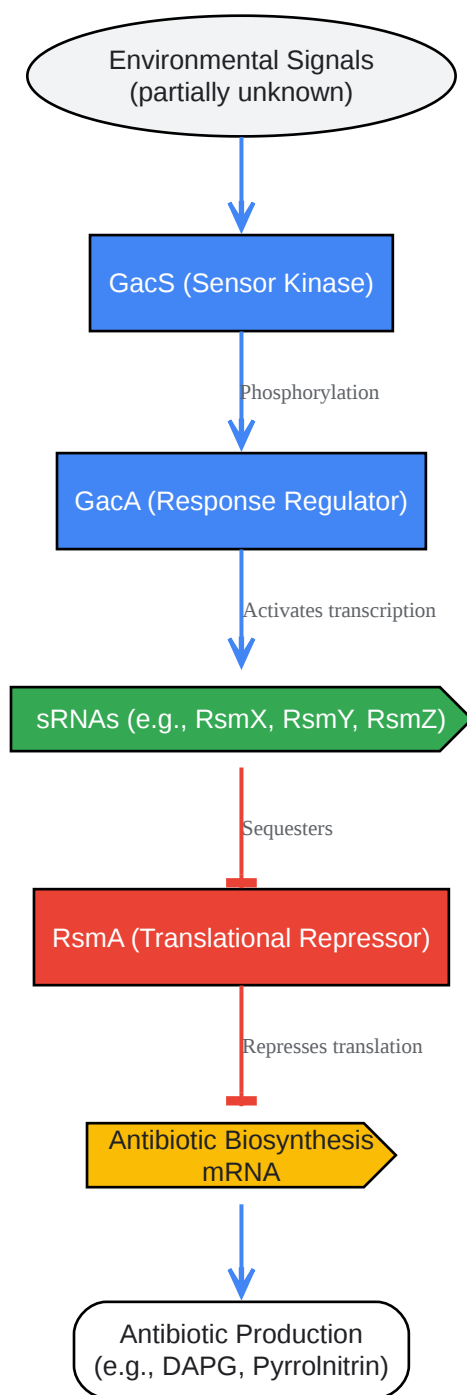 Environmental Signals
(partially unknown)
GacS (Sensor Kinase)
Phosphorylation
GacA (Response Regulator)
Activates transcription
sRNAs (e.g., RsmX, RsmY, RsmZ)
Sequesters
RsmA (Translational Repressor)
Represses translation
Antibiotic Biosynthesis
mRNA
Antibiotic Production
(e.g., DAPG, Pyrrolnitrin)